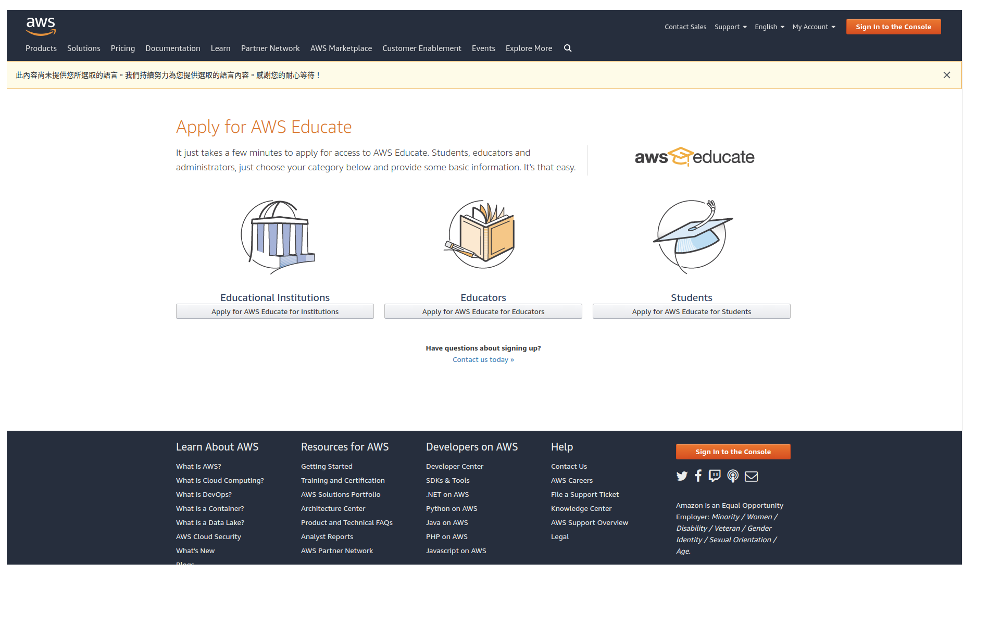 aws
Contact Sales Support English My Account Sign In to the Console
Products Solutions Pricing Documentation Learn Partner Network AWS Marketplace Customer Enablement Events Explore More
此內容尚未提供您所選取的語言。我們持續努力為您提供選取的語言內容。感謝您的耐心等待！
Apply for AWS Educate
It just takes a few minutes to apply for access to AWS Educate. Students, educators and
administrators, just choose your category below and provide some basic information. It's that easy.
aws educate
Educational Institutions
Apply for AWS Educate for Institutions
Educators
Apply for AWS Educate for Educators
Students
Apply for AWS Educate for Students
Have questions about signing up?
Contact us today »
Learn About AWS
What Is AWS?
What Is Cloud Computing?
What Is DevOps?
What Is a Container?
What Is a Data Lake?
AWS Cloud Security
What's New
Blogs
Resources for AWS
Getting Started
Training and Certification
AWS Solutions Portfolio
Architecture Center
Product and Technical FAQs
Analyst Reports
AWS Partner Network
Developers on AWS
Developer Center
SDKs & Tools
.NET on AWS
Python on AWS
Java on AWS
PHP on AWS
Javascript on AWS
Help
Contact Us
AWS Careers
File a Support Ticket
Knowledge Center
AWS Support Overview
Legal
Sign In to the Console
Amazon is an Equal Opportunity
Employer: Minority / Women /
Disability / Veteran / Gender
Identity / Sexual Orientation /
Age.